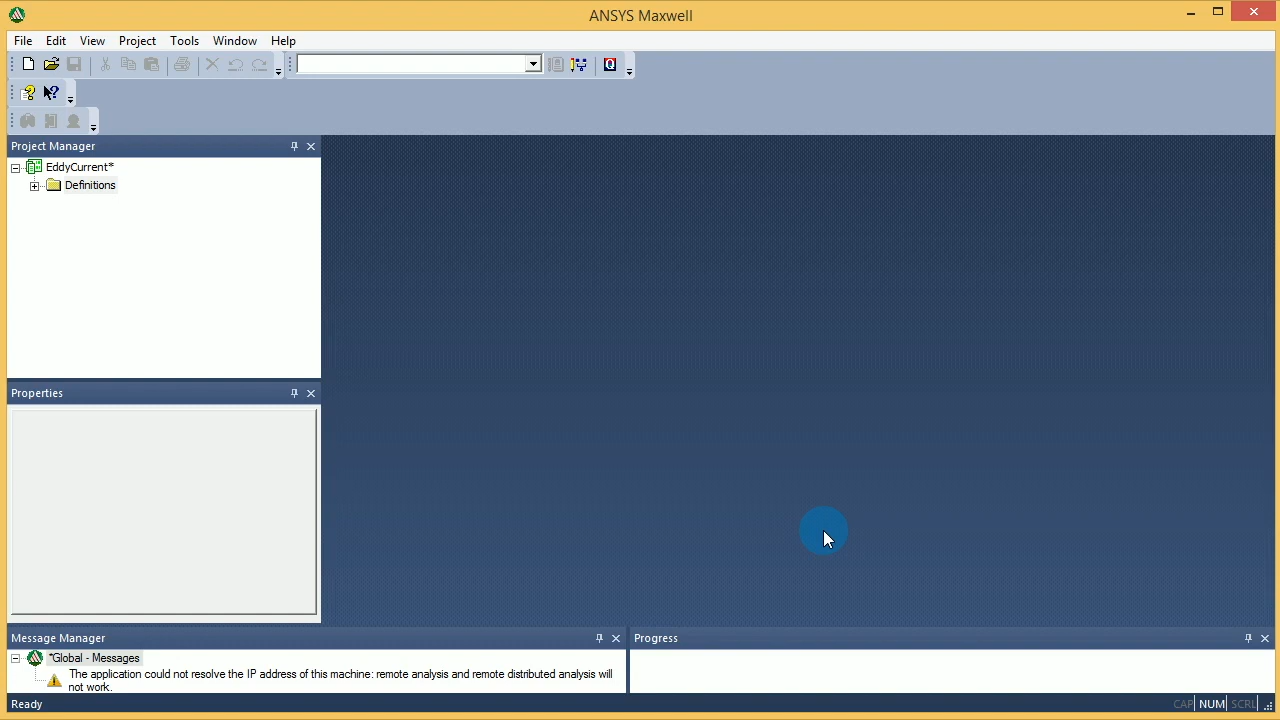 ANSYS Maxwell
File Edit View Project Tools Window Help
Project Manager
EddyCurrent*
Definitions
Properties
Message Manager
*Global - Messages
The application could not resolve the IP address of this machine: remote analysis and remote distributed analysis will
not work.
Progress
Ready
CAP NUM SCRL